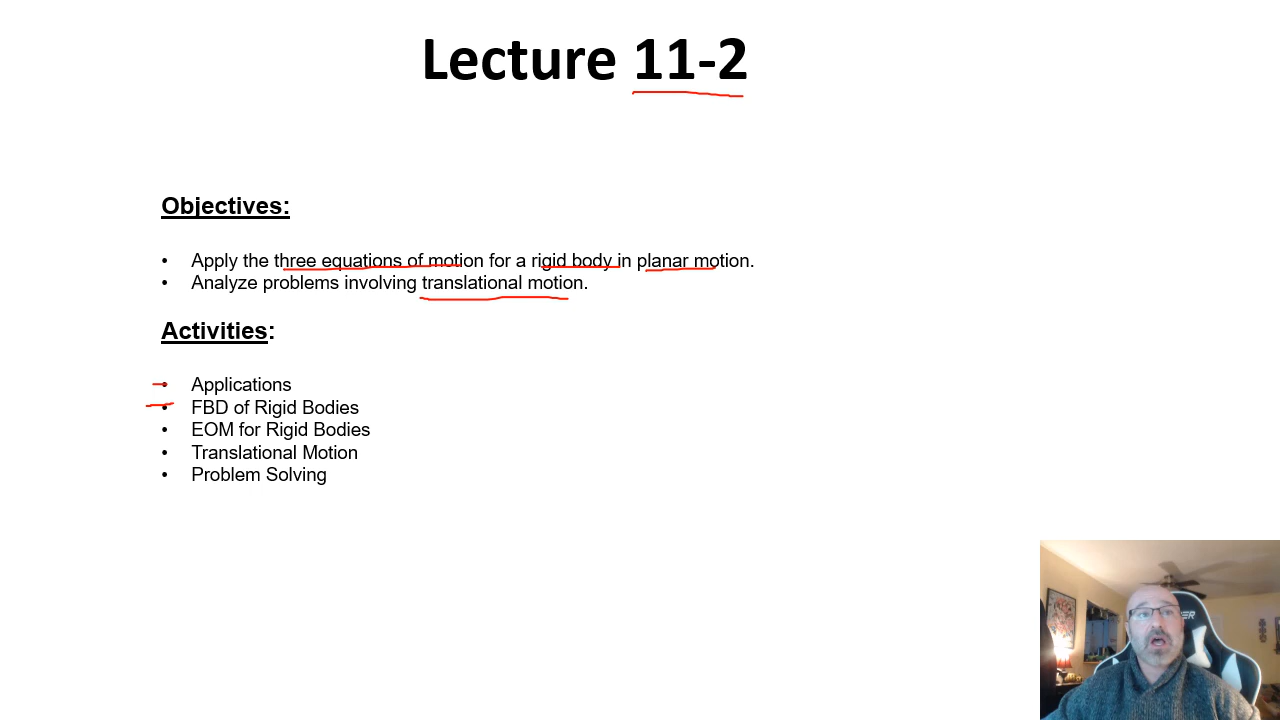 Lecture 11-2
Objectives:
• Apply the three equations of motion for a rigid body in planar motion.
• Analyze problems involving translational motion.
Activities:
• Applications
• FBD of Rigid Bodies
• EOM for Rigid Bodies
• Translational Motion
• Problem Solving